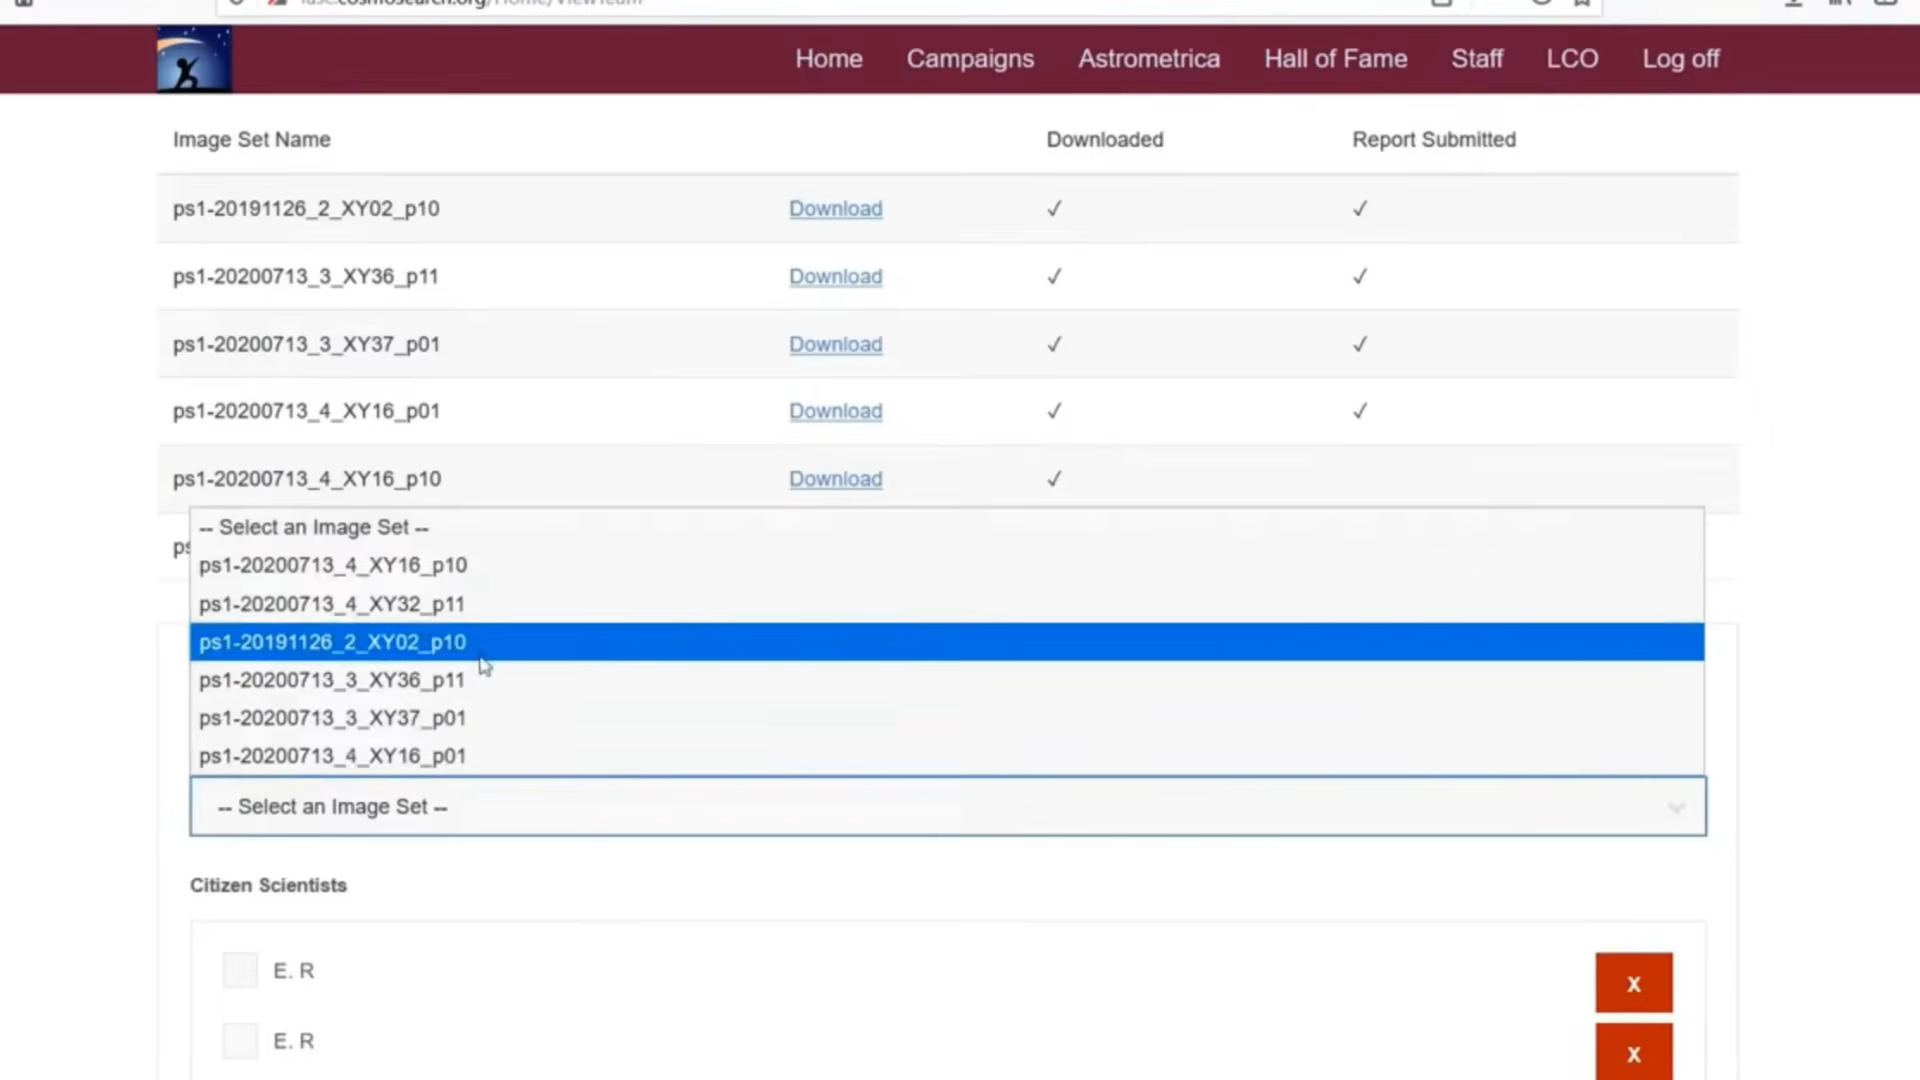 Home Campaigns Astrometrica Hall of Fame Staff LCO Log off
Image Set Name Downloaded Report Submitted
ps1-20191126_2_XY02_p10 Download ✓ ✓
ps1-20200713_3_XY36_p11 Download ✓ ✓
ps1-20200713_3_XY37_p01 Download ✓ ✓
ps1-20200713_4_XY16_p01 Download ✓ ✓
ps1-20200713_4_XY16_p10 Download ✓
-- Select an Image Set --
ps1-20200713_4_XY16_p10
ps1-20200713_4_XY32_p11
ps1-20191126_2_XY02_p10
ps1-20200713_3_XY36_p11
ps1-20200713_3_XY37_p01
ps1-20200713_4_XY16_p01
-- Select an Image Set --
Citizen Scientists
E. R X
E. R X